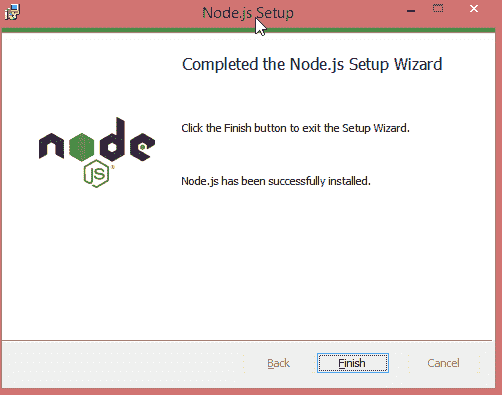 Node.js Setup
Completed the Node.js Setup Wizard
Click the Finish button to exit the Setup Wizard.
node
JS
Node.js has been successfully installed.
Back
Finish
Cancel